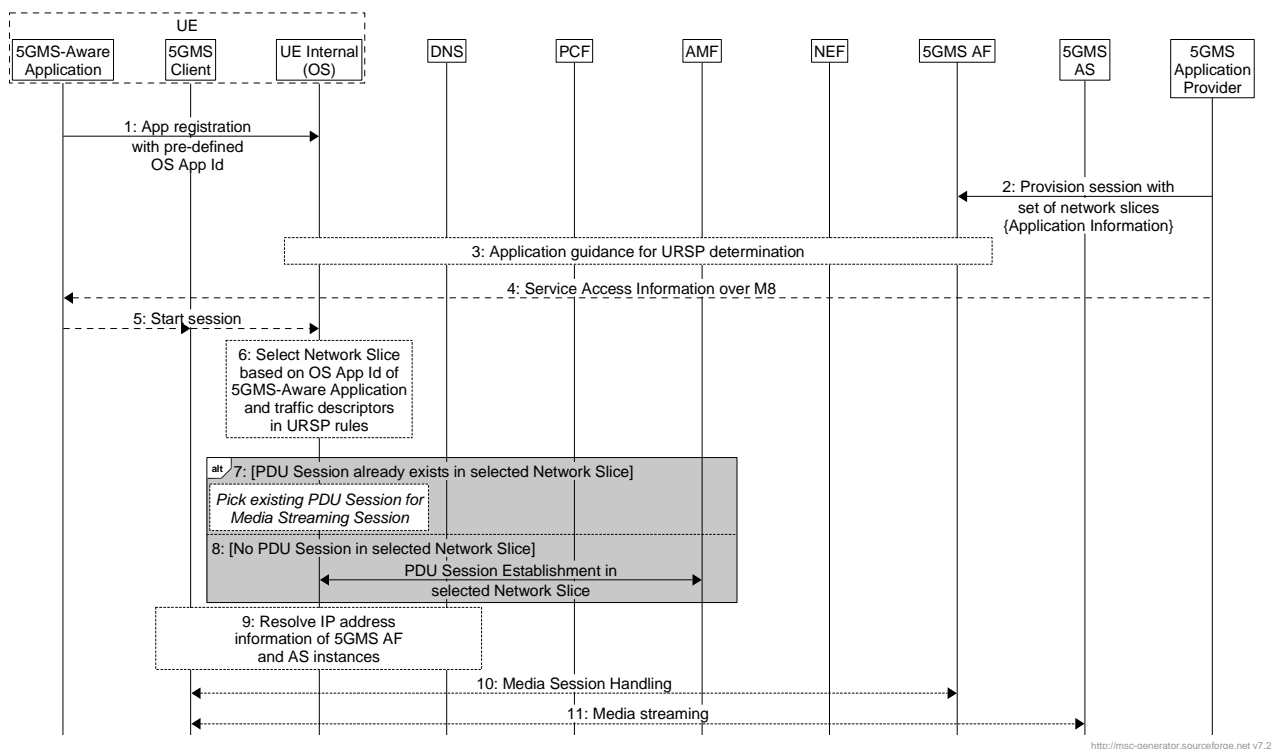 UE
5GMS-Aware
Application
5GMS
Client
UE Internal
(OS)
DNS
PCF
AMF
NEF
5GMS AF
5GMS
AS
5GMS
Application
Provider
1: App registration
with pre-defined
OS App Id
2: Provision session with
set of network slices
{Application Information}
3: Application guidance for URSP determination
4: Service Access Information over M8
5: Start session
6: Select Network Slice
based on OS App Id of
5GMS-Aware Application
and traffic descriptors
in URSP rules
alt
7: [PDU Session already exists in selected Network Slice]
Pick existing PDU Session for
Media Streaming Session
8: [No PDU Session in selected Network Slice]
PDU Session Establishment in
selected Network Slice
9: Resolve IP address
information of 5GMS AF
and AS instances
10: Media Session Handling
11: Media streaming
http://msc-generator.sourceforge.net v7.2